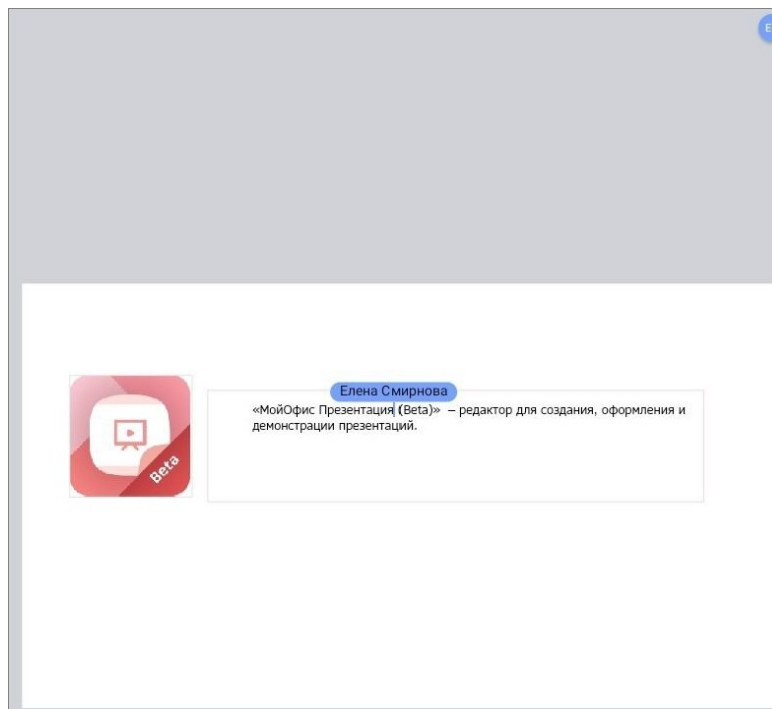 Е
Елена Смирнова
«МойОфис Презентация (Beta)» – редактор для создания, оформления и
демонстрации презентаций.
Beta